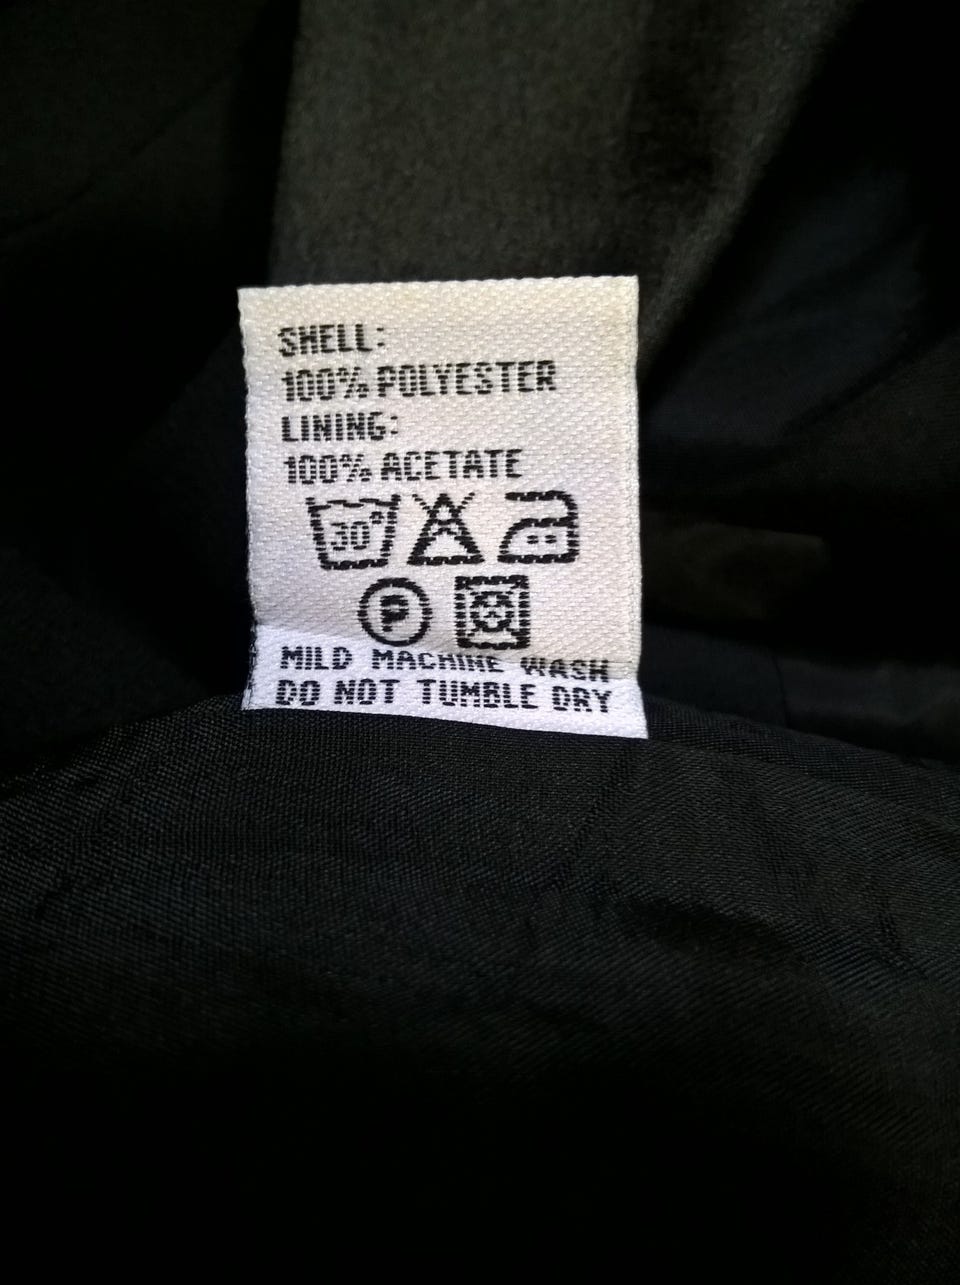 SHELL:
100% POLYESTER
LINING:
100% ACETATE
30°
P
MILD MACHINE WASH
DO NOT TUMBLE DRY